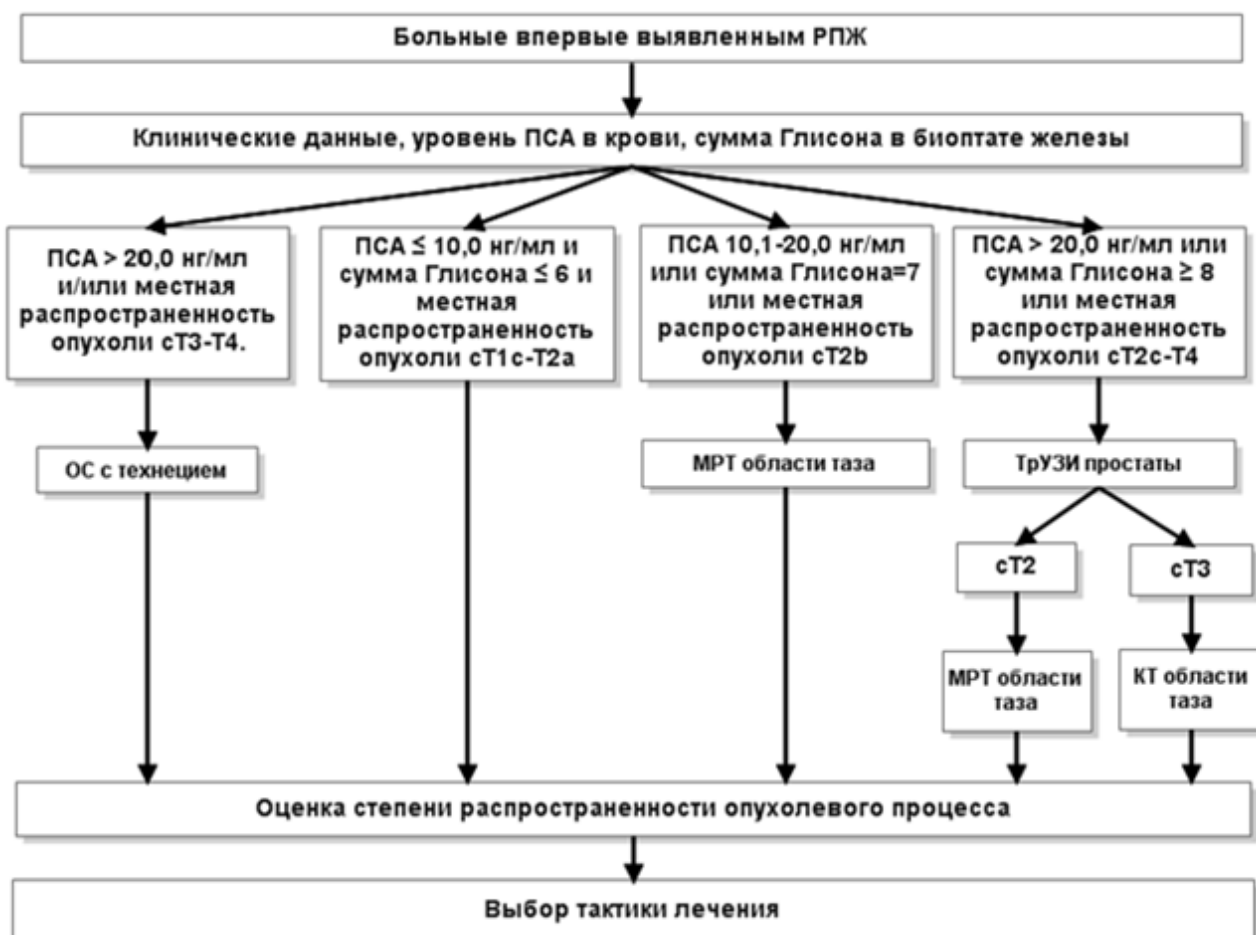 Больные впервые выявленным РПЖ
Клинические данные, уровень ПСА в крови, сумма Глисона в биоптате железы
ПСА > 20,0 нг/мл
и/или местная
распространенность
опухоли сТ3-Т4.
ПСА ≤ 10,0 нг/мл и
сумма Глисона ≤ 6 и
местная
распространенность
опухоли сТ1с-Т2а
ПСА 10,1-20,0 нг/мл
или сумма Глисона=7
или местная
распространенность
опухоли сТ2b
ПСА > 20,0 нг/мл или
сумма Глисона ≥ 8
или местная
распространенность
опухоли сТ2с-Т4
ОС с технецием
МРТ области таза
ТрУЗИ простаты
сТ2
сТ3
МРТ области
таза
КТ области
таза
Оценка степени распространенности опухолевого процесса
Выбор тактики лечения